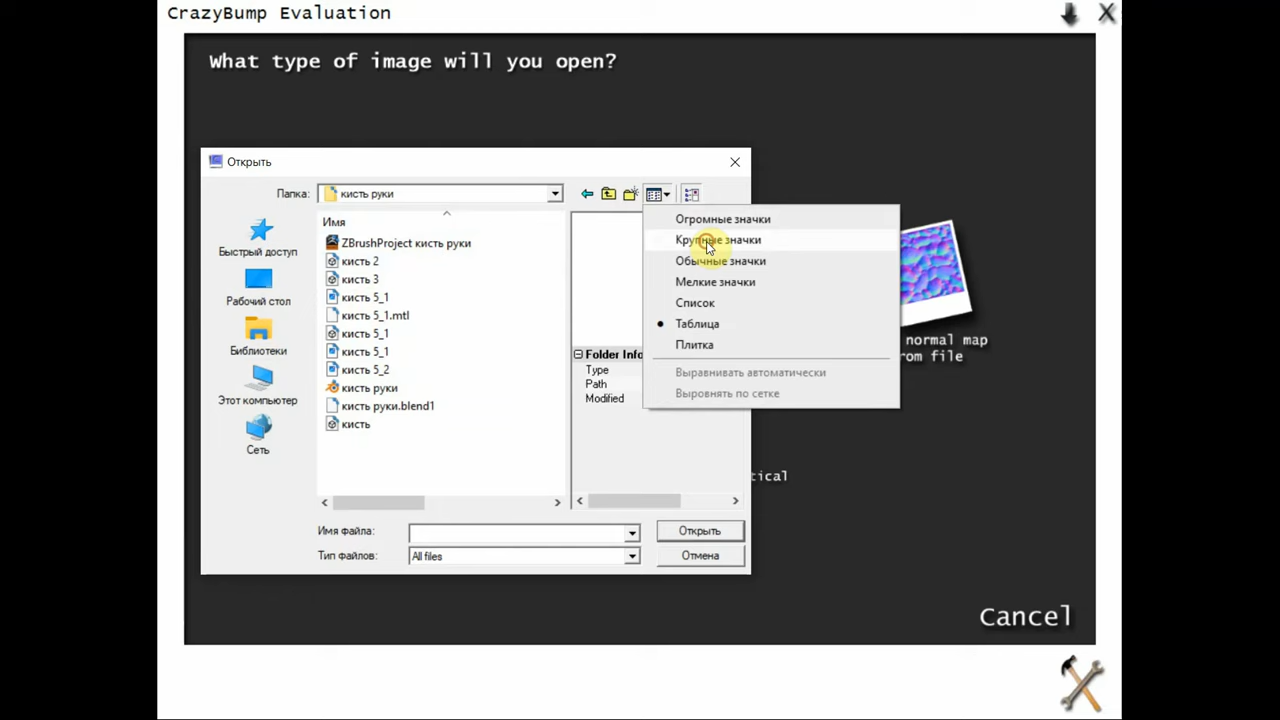 CrazyBump Evaluation
What type of image will you open?
Открыть
Папка:
кисть руки
Имя
ZBrushProject кисть руки
кисть 2
кисть 3
кисть 5_1
кисть 5_1.mtl
кисть 5_1
кисть 5_1
кисть 5_2
кисть руки
кисть руки.blend1
кисть
Быстрый доступ
Рабочий стол
Библиотеки
Этот компьютер
Сеть
Folder Info
Type
Path
Modified
Огромные значки
Крупные значки
Обычные значки
Мелкие значки
Список
Таблица
Плитка
Выравнивать автоматически
Выровнять по сетке
normal map
rom file
tical
Имя файла:
Открыть
Тип файлов:
All files
Отмена
Cancel